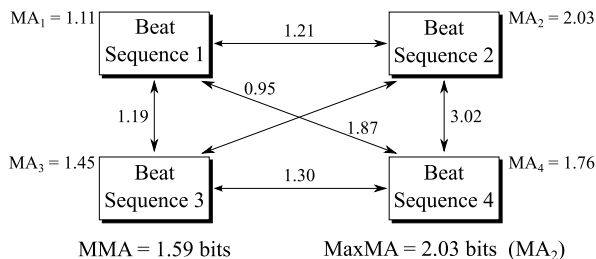 MA₁ = 1.11
Beat
Sequence 1
1.21
Beat
Sequence 2
MA₂ = 2.03
1.19
0.95
1.87
3.02
MA₃ = 1.45
Beat
Sequence 3
1.30
Beat
Sequence 4
MA₄ = 1.76
MMA = 1.59 bits
MaxMA = 2.03 bits (MA₂)